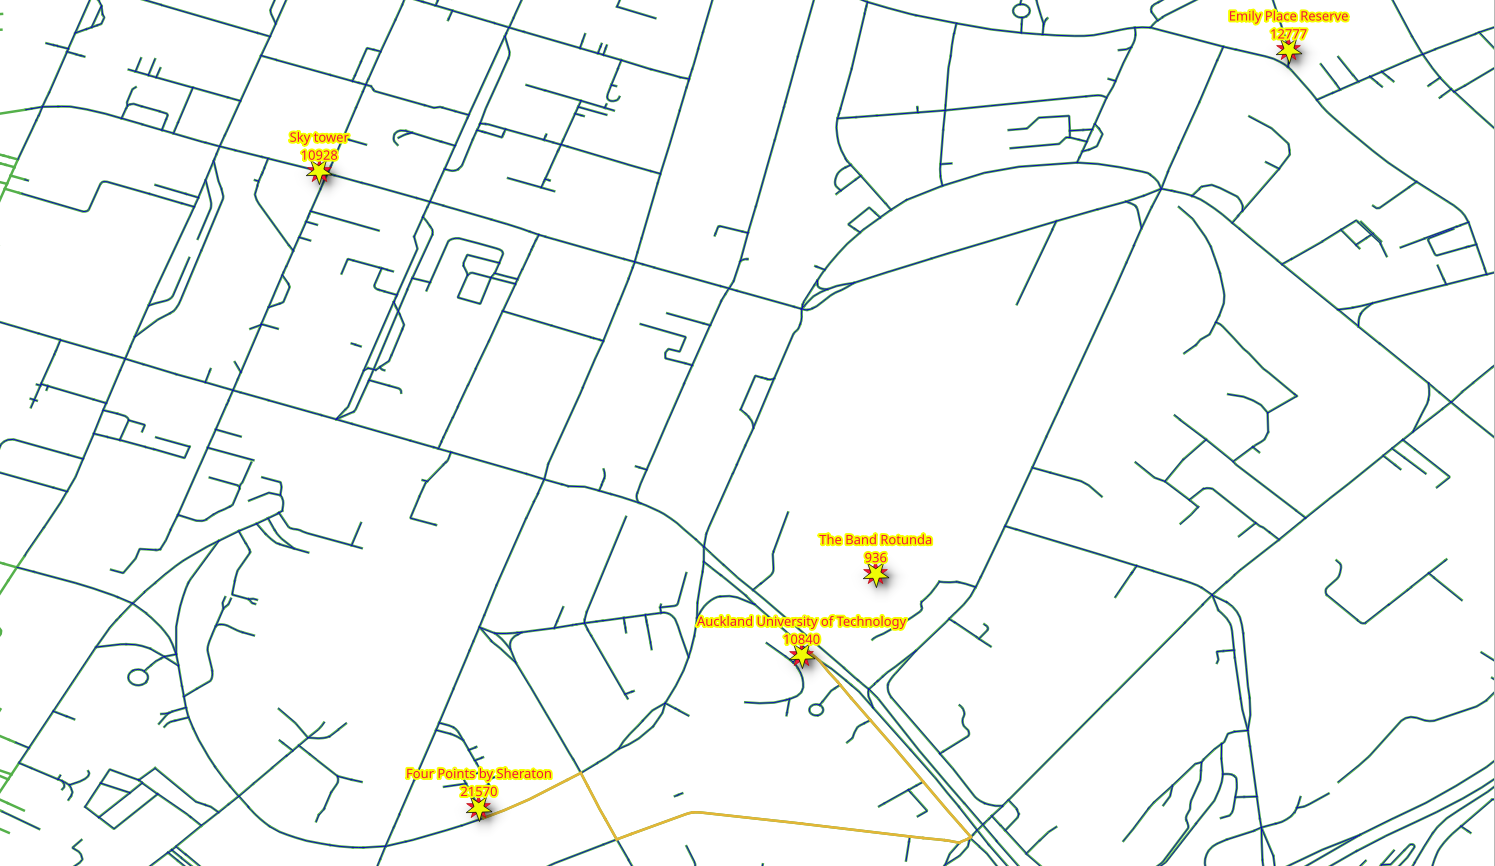 Emily Place Reserve
12777
Sky tower
10928
The Band Rotunda
936
Auckland University of Technology
10840
Four Points by Sheraton
21570